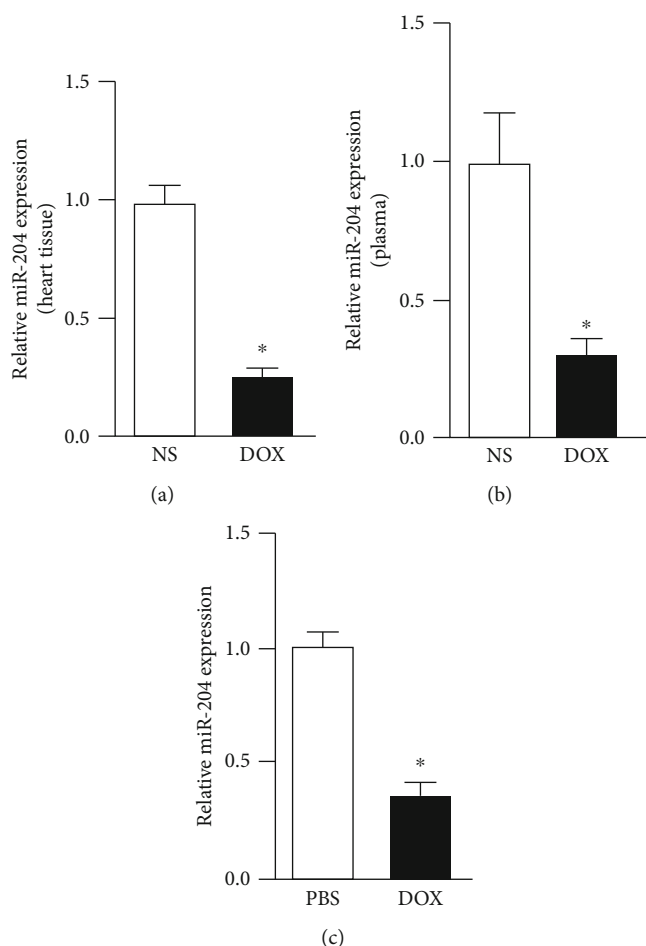 Relative miR-204 expression
(heart tissue)
1.5
1.0
0.5
0.0
*
NS
DOX
(a)
Relative miR-204 expression
(plasma)
1.5
1.0
0.5
0.0
*
NS
DOX
(b)
Relative miR-204 expression
1.5
1.0
0.5
0.0
*
PBS
DOX
(c)